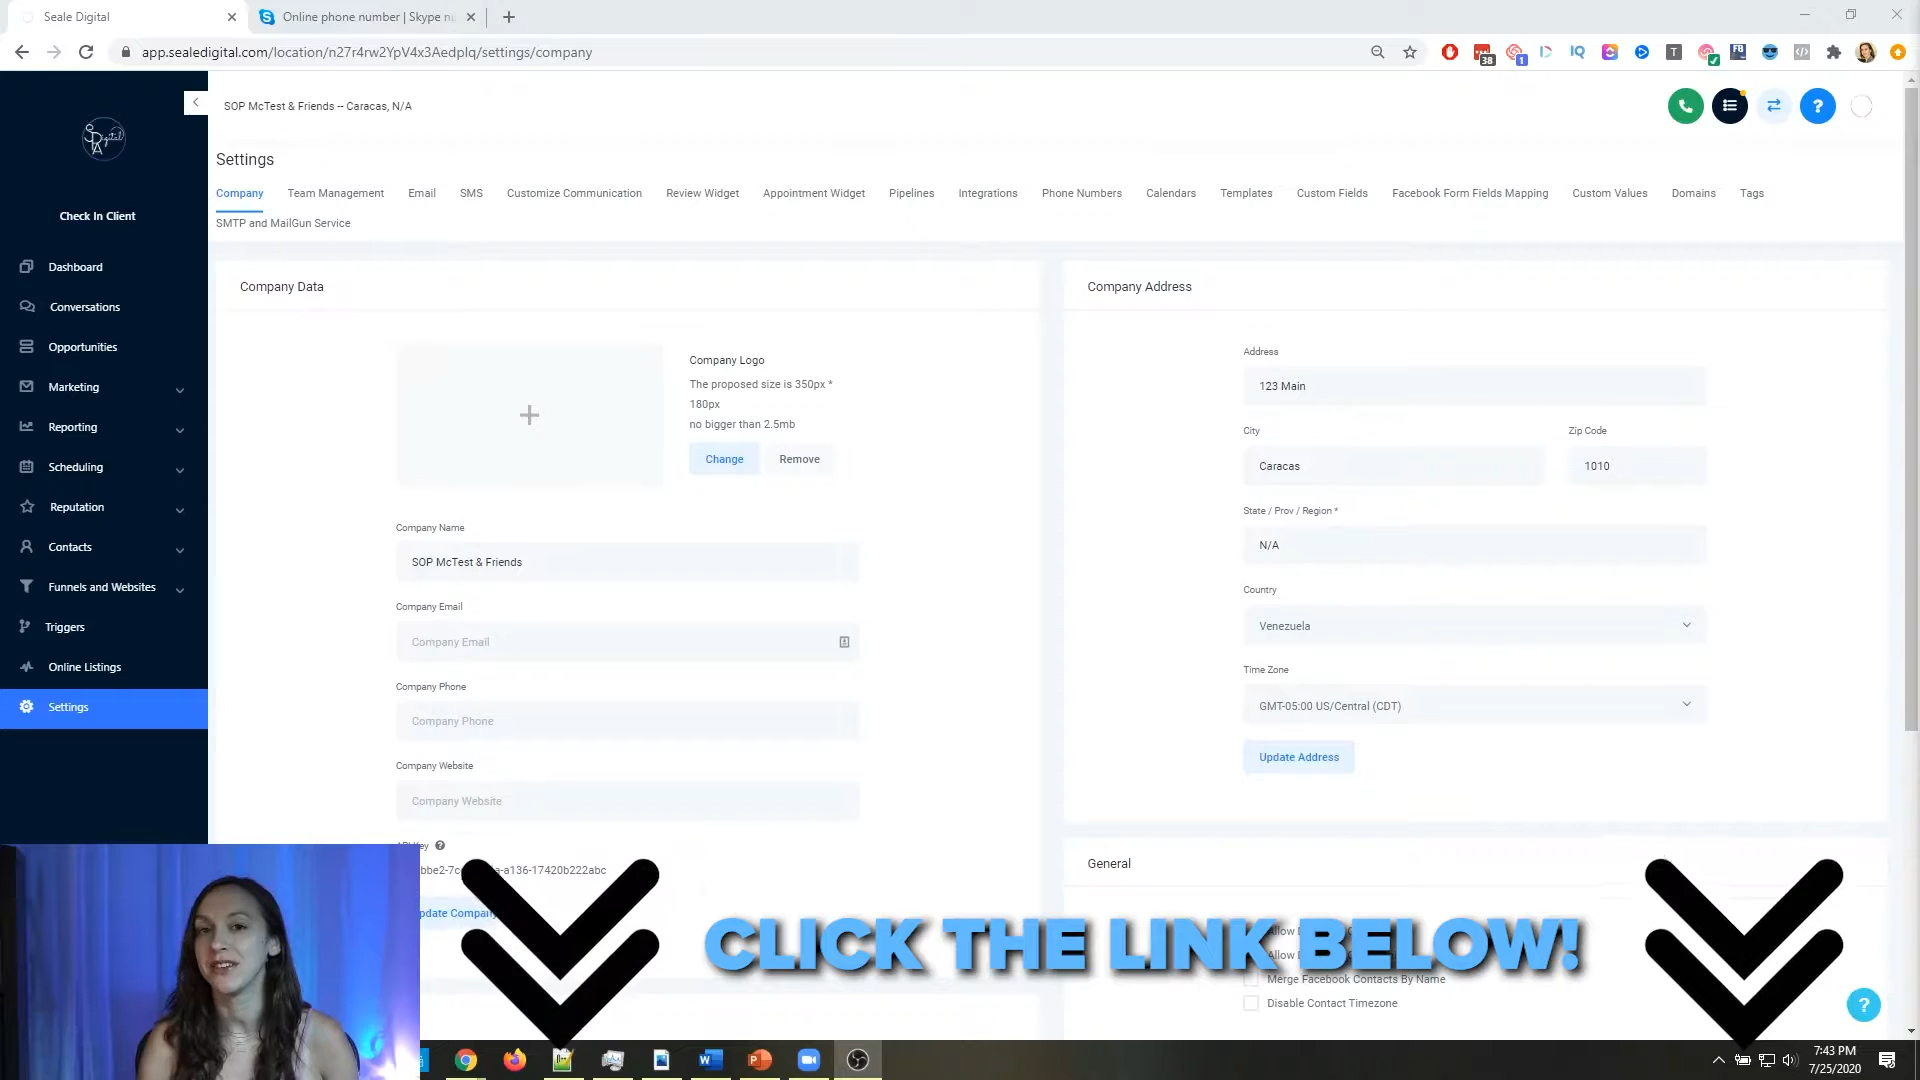 Seale Digital
Online phone number | Skype nu
app.sealedigital.com/location/n27r4rw2YpV4x3Aedplq/settings/company
38
1
IQ
T
FB
SOP McTest & Friends -- Caracas, N/A
Settings
Company
Team Management
Email
SMS
Customize Communication
Review Widget
Appointment Widget
Pipelines
Integrations
Phone Numbers
Calendars
Templates
Custom Fields
Facebook Form Fields Mapping
Custom Values
Domains
Tags
SMTP and MailGun Service
Check In Client
Dashboard
Conversations
Opportunities
Marketing
Reporting
Scheduling
Reputation
Contacts
Funnels and Websites
Triggers
Online Listings
Settings
Company Data
Company Logo
The proposed size is 350px *
180px
no bigger than 2.5mb
Change
Remove
Company Name
SOP McTest & Friends
Company Email
Company Email
Company Phone
Company Phone
Company Website
Company Website
bbe2-7c
a-a136-17420b222abc
pdate Company
Company Address
Address
123 Main
City
Caracas
Zip Code
1010
State / Prov / Region *
N/A
Country
Venezuela
Time Zone
GMT-05:00 US/Central (CDT)
Update Address
General
Allow D
Allow D
Merge Facebook Contacts By Name
Disable Contact Timezone
CLICK THE LINK BELOW!
7:43 PM
7/25/2020